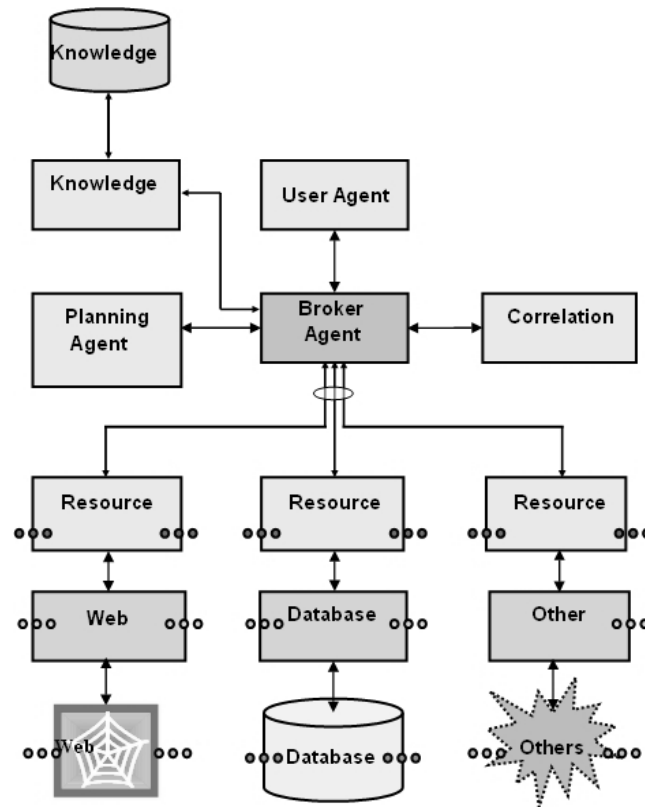 Knowledge
Knowledge
User Agent
Planning
Agent
Broker
Agent
Correlation
Resource
Resource
Resource
Web
Database
Other
Web
Database
Others